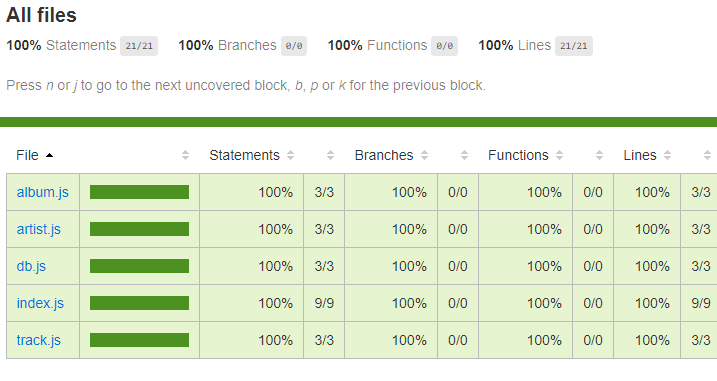 All files
100% Statements 21/21 100% Branches 0/0 100% Functions 0/0 100% Lines 21/21
Press n or j to go to the next uncovered block, b, p or k for the previous block.
File Statements Branches Functions Lines
album.js 100% 3/3 100% 0/0 100% 0/0 100% 3/3
artist.js 100% 3/3 100% 0/0 100% 0/0 100% 3/3
db.js 100% 3/3 100% 0/0 100% 0/0 100% 3/3
index.js 100% 9/9 100% 0/0 100% 0/0 100% 9/9
track.js 100% 3/3 100% 0/0 100% 0/0 100% 3/3